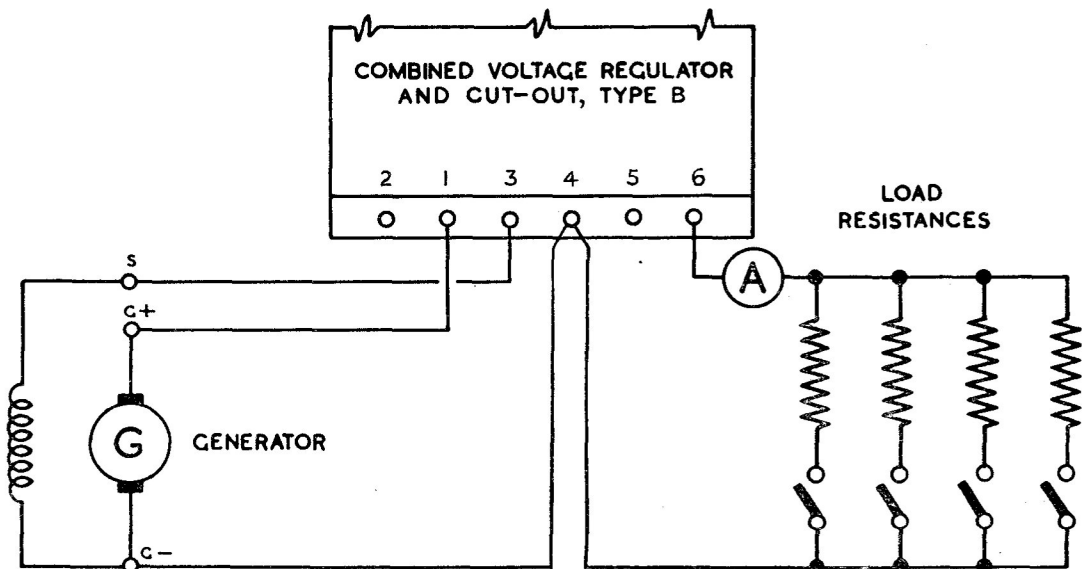 COMBINED VOLTAGE REGULATOR
AND CUT-OUT, TYPE B
2 1 3 4 5 6
LOAD
RESISTANCES
S
A
G+
G
GENERATOR
G-